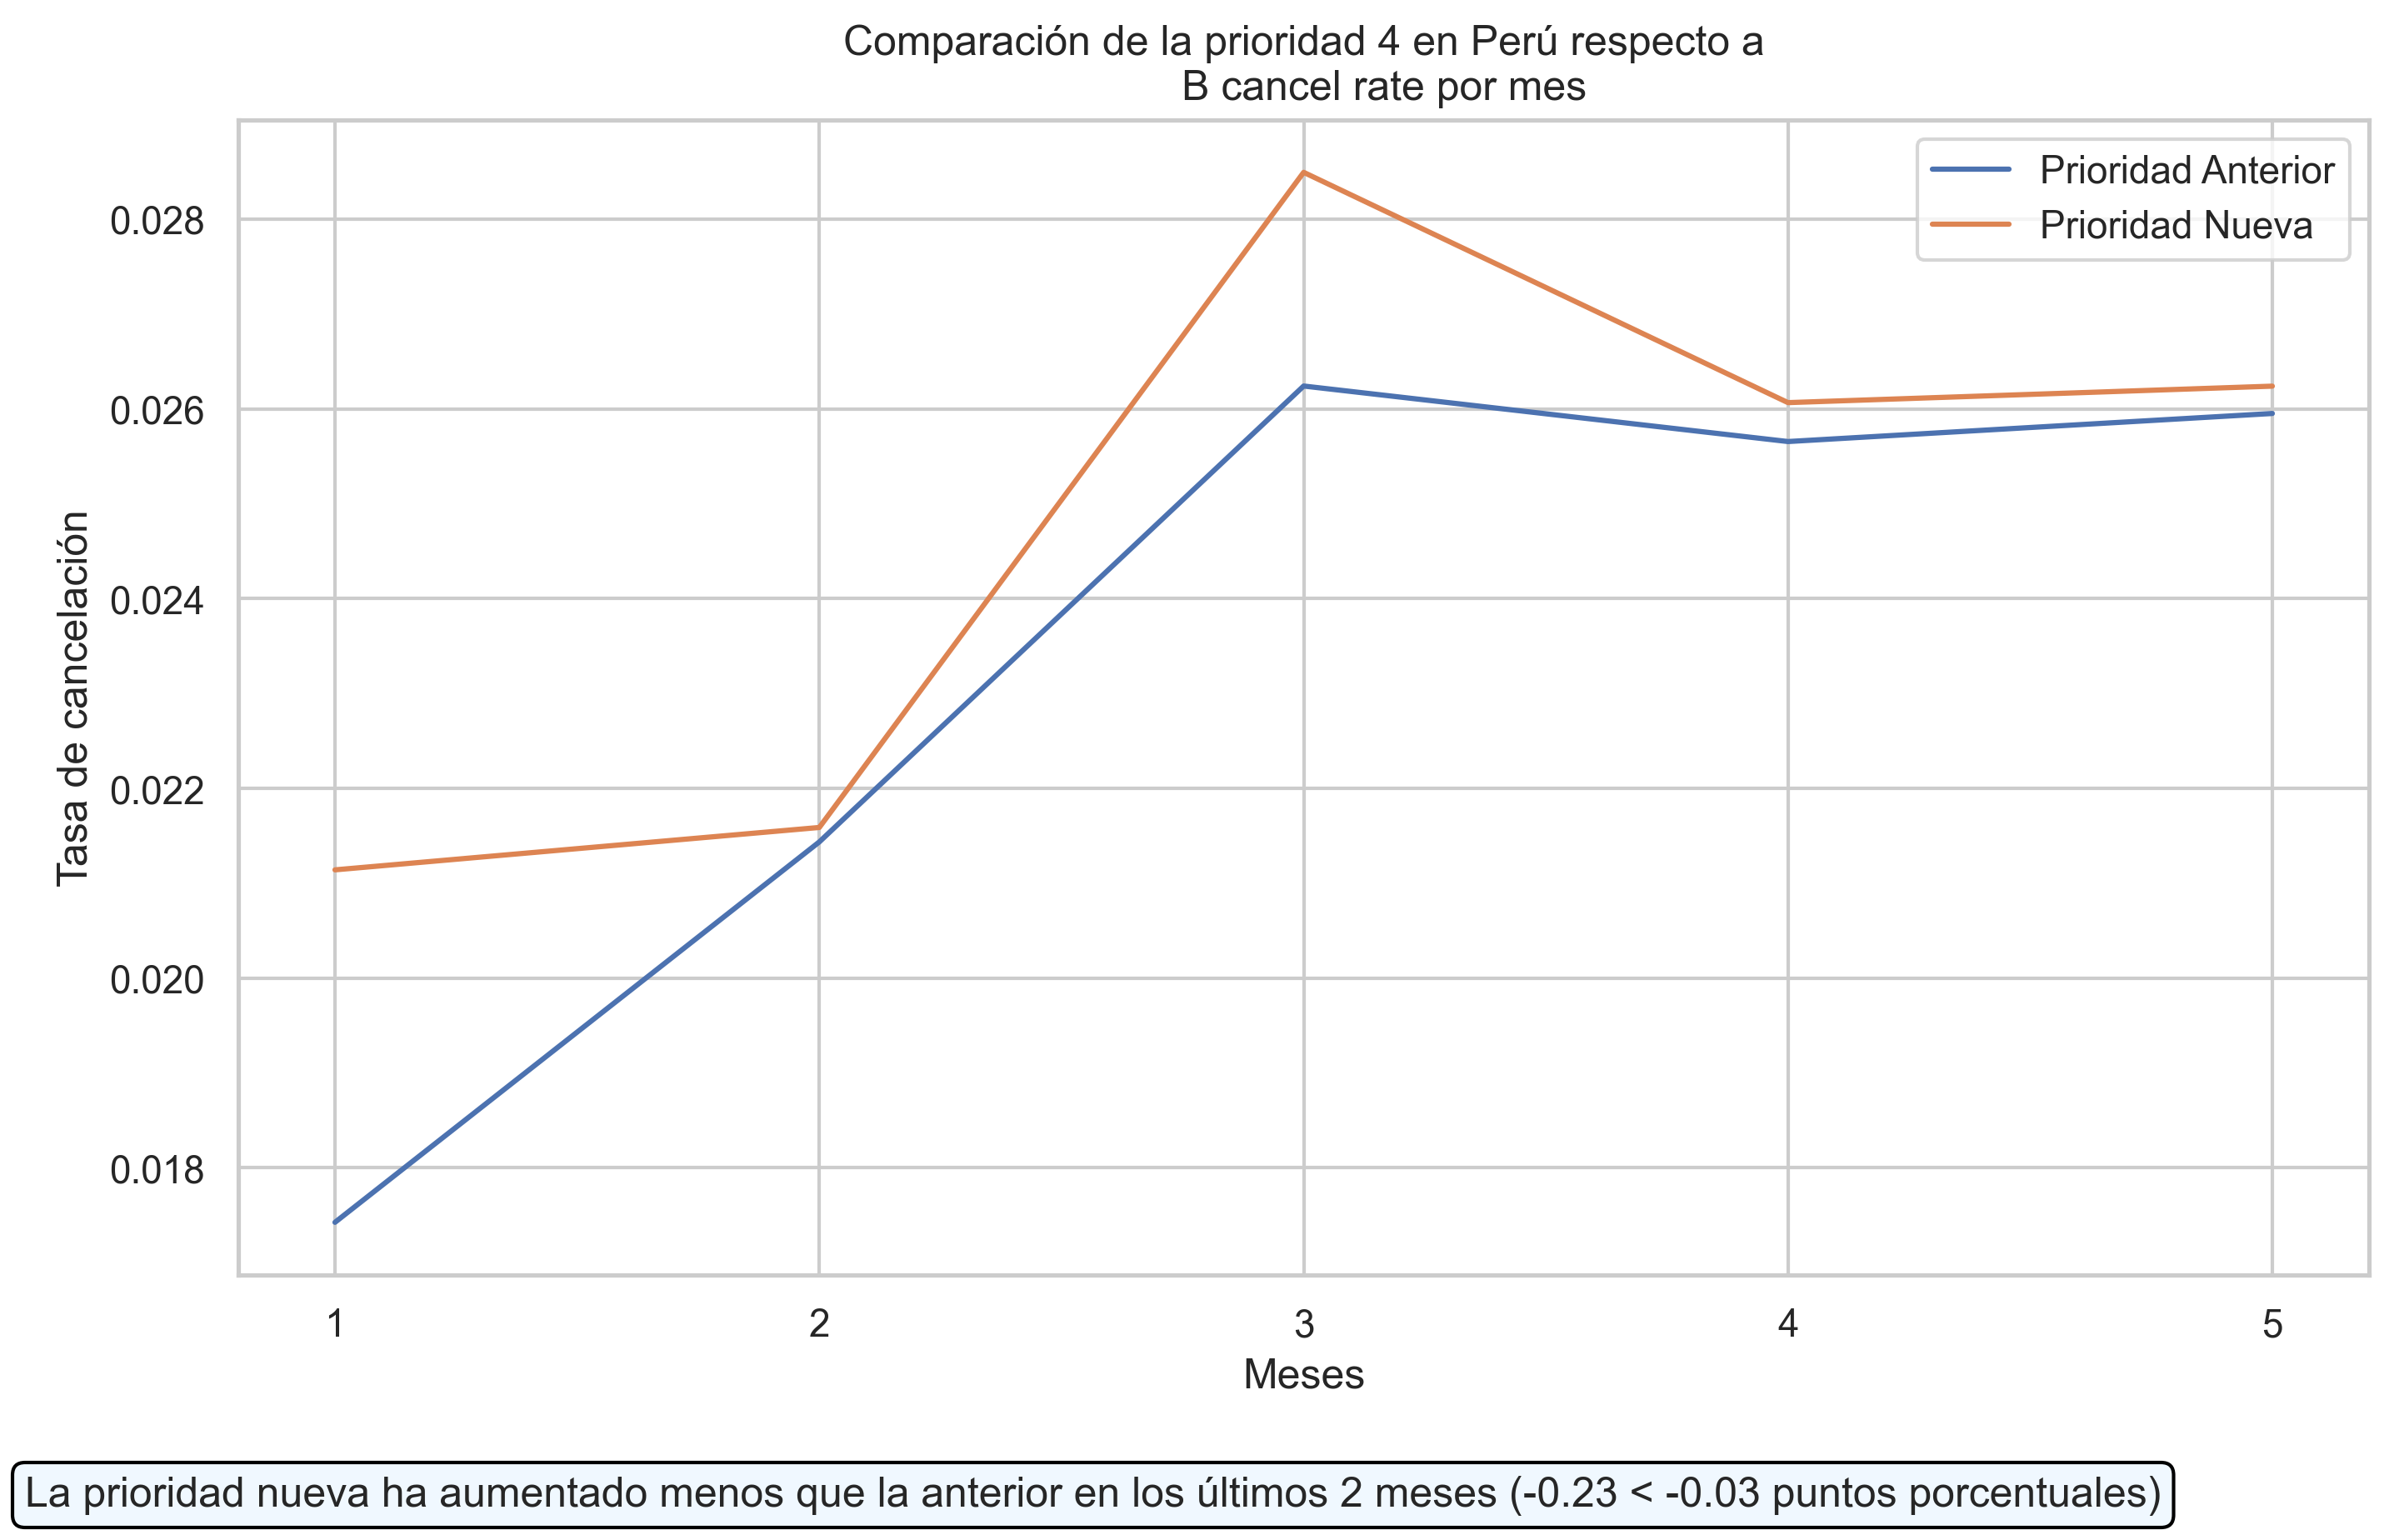 Comparación de la prioridad 4 en Perú respecto a
B cancel rate por mes
Prioridad Anterior
Prioridad Nueva
Tasa de cancelación
0.028
0.026
0.024
0.022
0.020
0.018
1 2 3 4 5
Meses
La prioridad nueva ha aumentado menos que la anterior en los últimos 2 meses (-0.23 < -0.03 puntos porcentuales)